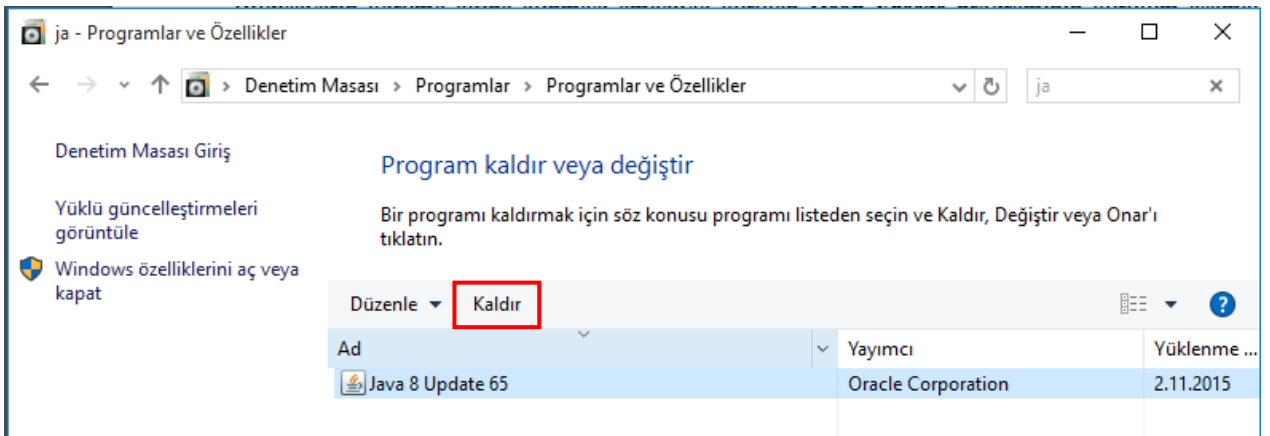 ja - Programlar ve Özellikler
Denetim Masası > Programlar > Programlar ve Özellikler
ja
Denetim Masası Giriş
Yüklü güncelleştirmeleri
görüntüle
Windows özelliklerini aç veya
kapat
Program kaldır veya değiştir
Bir programı kaldırmak için söz konusu programı listeden seçin ve Kaldır, Değiştir veya Onar'ı
tıklatın.
Düzenle Kaldır
Ad Yayımcı Yüklenme ...
Java 8 Update 65 Oracle Corporation 2.11.2015